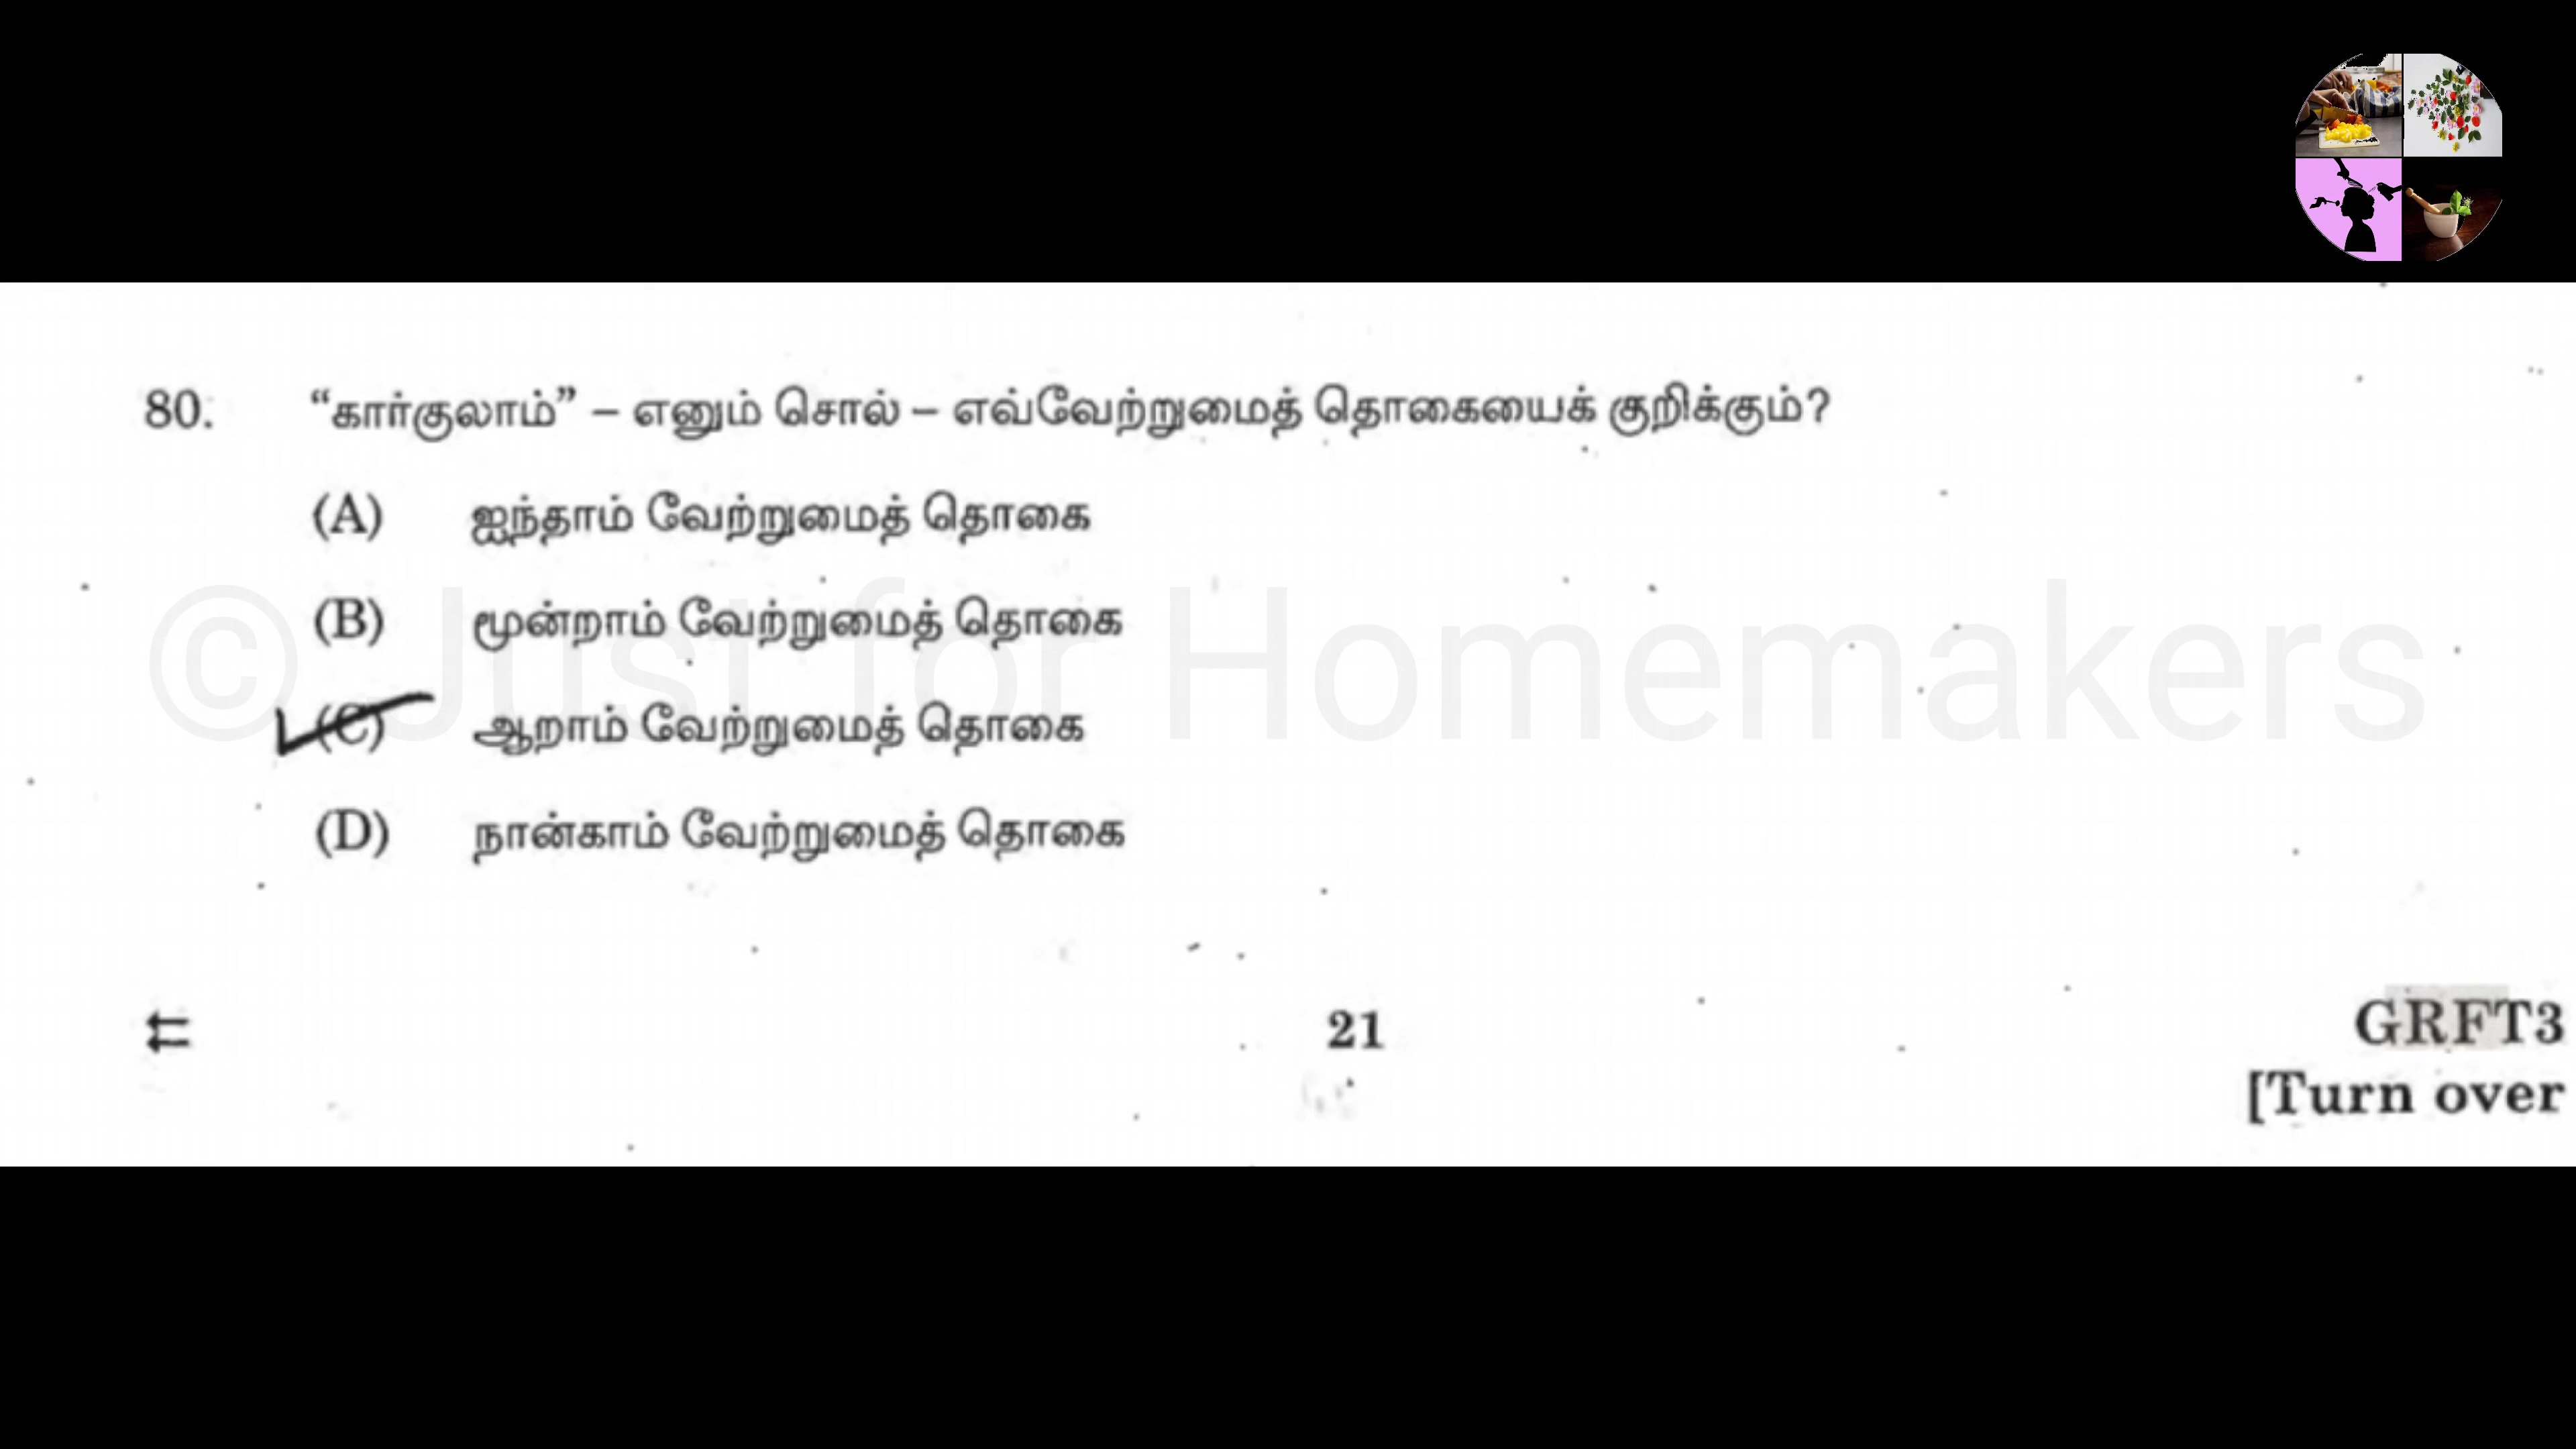 80. “கார்குலாம்” – எனும் சொல் – எவ்வேற்றுமைத் தொகையைக் குறிக்கும்?
(A) ஐந்தாம் வேற்றுமைத் தொகை
(B) மூன்றாம் வேற்றுமைத் தொகை
(C) ஆறாம் வேற்றுமைத் தொகை
(D) நான்காம் வேற்றுமைத் தொகை
© Just for Homemakers
21
GRFT3
[Turn over